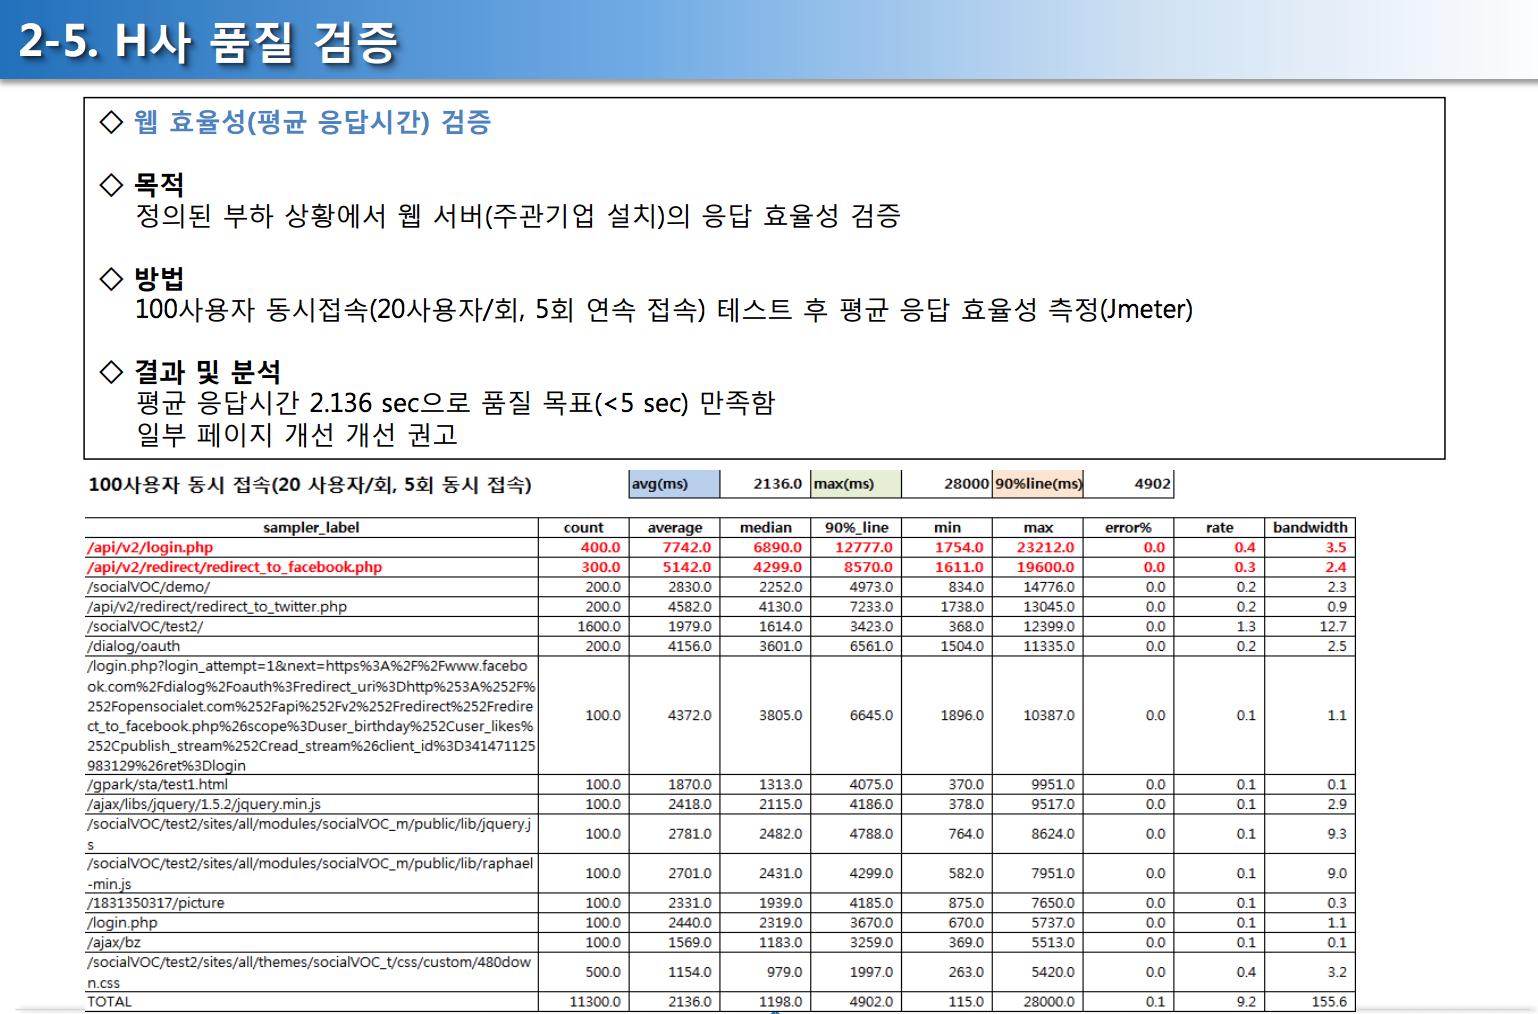 2-5. H사 품질 검증
◇ 웹 효율성(평균 응답시간) 검증
◇ 목적
정의된 부하 상황에서 웹 서버(주관기업 설치)의 응답 효율성 검증
◇ 방법
100사용자 동시접속(20사용자/회, 5회 연속 접속) 테스트 후 평균 응답 효율성 측정(Jmeter)
◇ 결과 및 분석
평균 응답시간 2.136 sec으로 품질 목표(<5 sec) 만족함
일부 페이지 개선 개선 권고
100사용자 동시 접속(20 사용자/회, 5회 동시 접속) avg(ms) 2136.0 max(ms) 28000 90%line(ms) 4902
sampler_label count average median 90%_line min max error% rate bandwidth
/api/v2/login.php 400.0 7742.0 6890.0 12777.0 1754.0 23212.0 0.0 0.4 3.5
/api/v2/redirect/redirect_to_facebook.php 300.0 5142.0 4299.0 8570.0 1611.0 19600.0 0.0 0.3 2.4
/socialVOC/demo/ 200.0 2830.0 2252.0 4973.0 834.0 14776.0 0.0 0.2 2.3
/api/v2/redirect/redirect_to_twitter.php 200.0 4582.0 4130.0 7233.0 1738.0 13045.0 0.0 0.2 0.9
/socialVOC/test2/ 1600.0 1979.0 1614.0 3423.0 368.0 12399.0 0.0 1.3 12.7
/dialog/oauth 200.0 4156.0 3601.0 6561.0 1504.0 11335.0 0.0 0.2 2.5
/login.php?login_attempt=1&next=https%3A%2F%2Fwww.facebo
ok.com%2Fdialog%2Foauth%3Fredirect_uri%3Dhttp%253A%252F%
252Fopensocialet.com%252Fapi%252Fv2%252Fredirect%252Fredire
ct_to_facebook.php%26scope%3Duser_birthday%252Cuser_likes%
252Cpublish_stream%252Cread_stream%26client_id%3D341471125
983129%26ret%3Dlogin
100.0 4372.0 3805.0 6645.0 1896.0 10387.0 0.0 0.1 1.1
/gpark/sta/test1.html 100.0 1870.0 1313.0 4075.0 370.0 9951.0 0.0 0.1 0.1
/ajax/libs/jquery/1.5.2/jquery.min.js 100.0 2418.0 2115.0 4186.0 378.0 9517.0 0.0 0.1 2.9
/socialVOC/test2/sites/all/modules/socialVOC_m/public/lib/jquery.j
s
100.0 2781.0 2482.0 4788.0 764.0 8624.0 0.0 0.1 9.3
/socialVOC/test2/sites/all/modules/socialVOC_m/public/lib/raphael
-min.js
100.0 2701.0 2431.0 4299.0 582.0 7951.0 0.0 0.1 9.0
/1831350317/picture 100.0 2331.0 1939.0 4185.0 875.0 7650.0 0.0 0.1 0.3
/login.php 100.0 2440.0 2319.0 3670.0 670.0 5737.0 0.0 0.1 1.1
/ajax/bz 100.0 1569.0 1183.0 3259.0 369.0 5513.0 0.0 0.1 0.1
/socialVOC/test2/sites/all/themes/socialVOC_t/css/custom/480dow
n.css
500.0 1154.0 979.0 1997.0 263.0 5420.0 0.0 0.4 3.2
TOTAL 11300.0 2136.0 1198.0 4902.0 115.0 28000.0 0.1 9.2 155.6